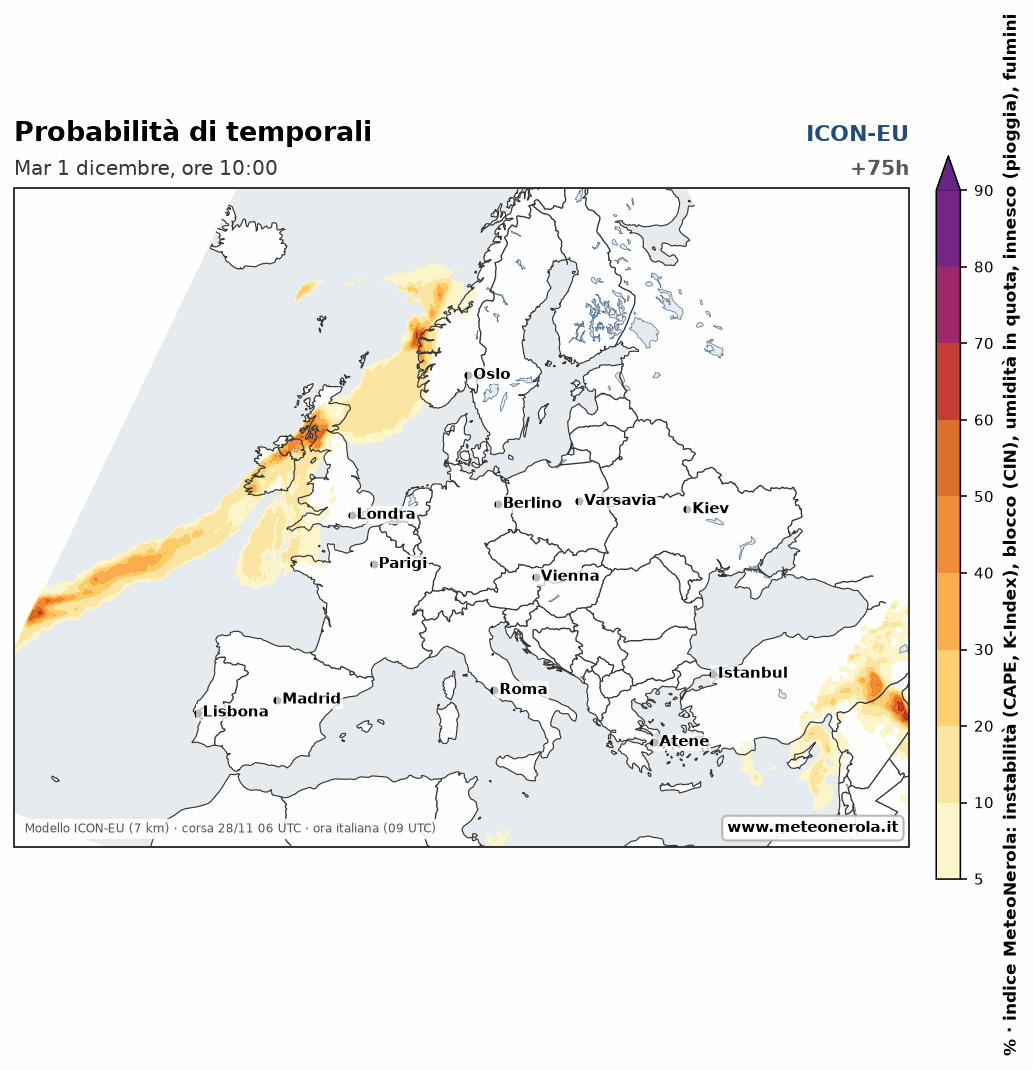 Probabilità di temporali
ICON-EU
Mar 1 dicembre, ore 10:00
+75h
Oslo
Londra
Berlino
Varsavia
Kiev
Parigi
Vienna
Istanbul
Madrid
Roma
Lisbona
Atene
Modello ICON-EU (7 km) · corsa 28/11 06 UTC · ora italiana (09 UTC)
www.meteonerola.it
90
80
70
60
50
40
30
20
10
5
% · indice MeteoNerola: instabilità (CAPE, K-Index), blocco (CIN), umidità in quota, innesco (pioggia), fulmini